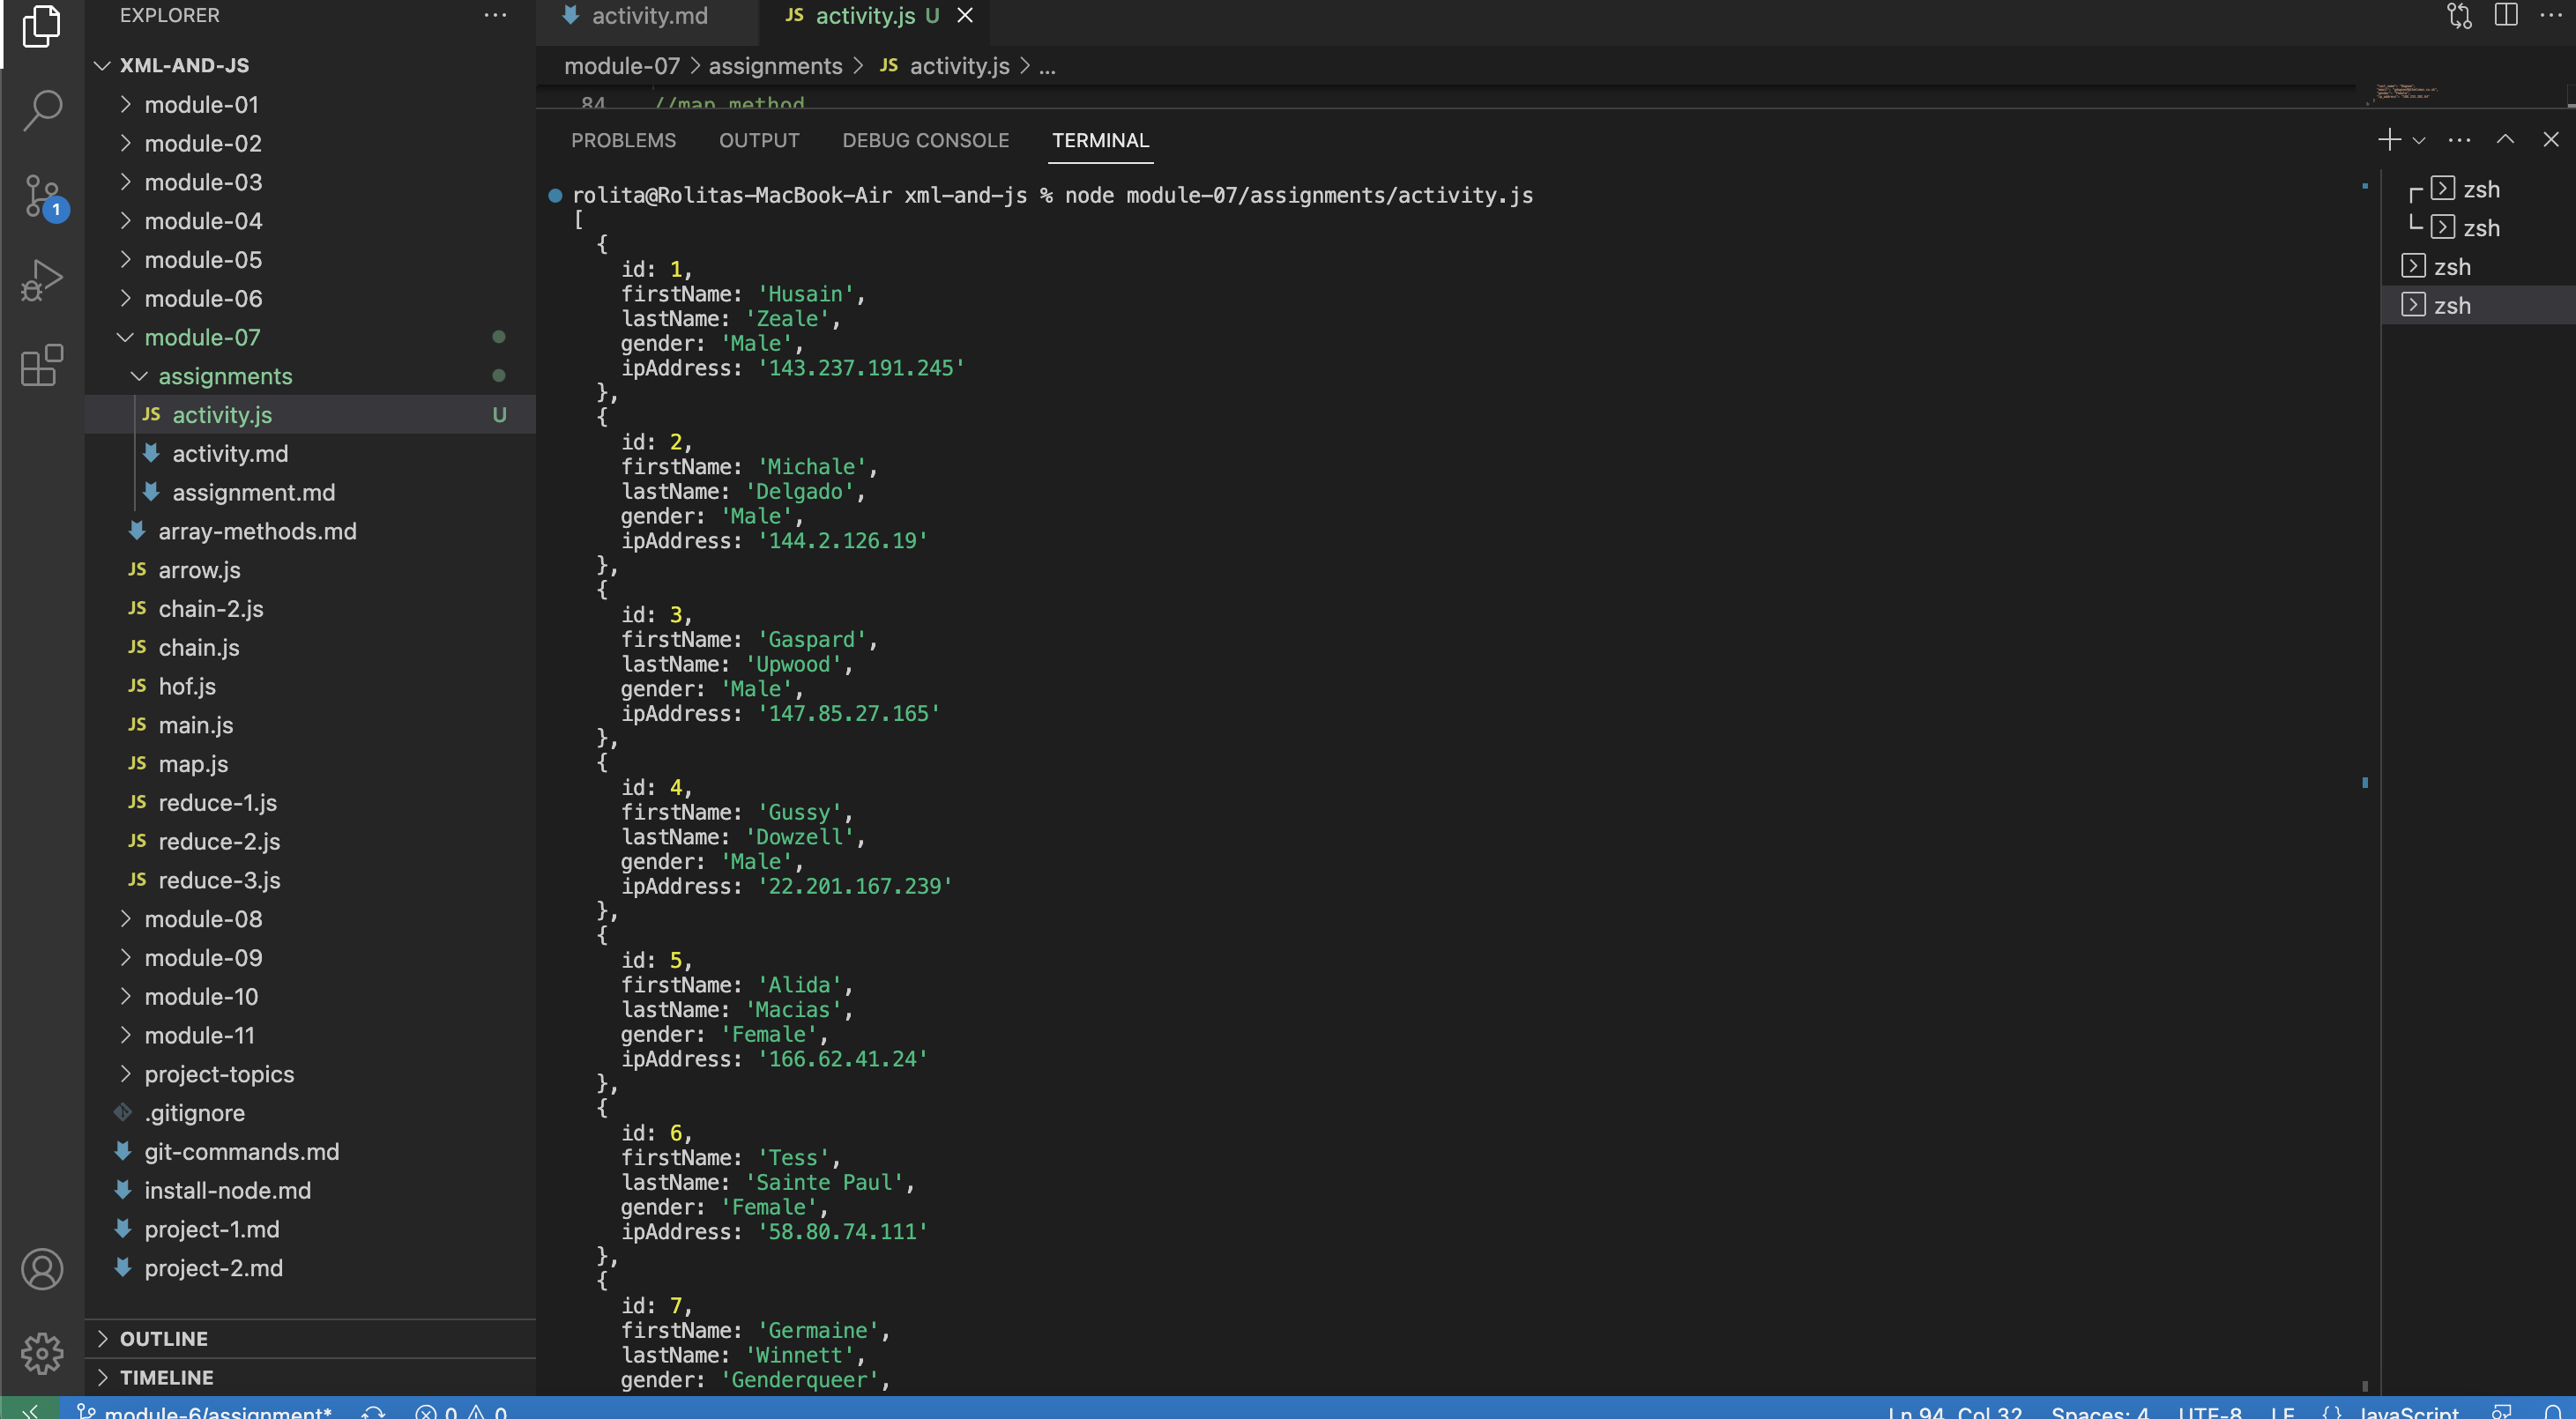 EXPLORER
XML-AND-JS
module-01
module-02
module-03
module-04
module-05
module-06
module-07
assignments
JS activity.js U
activity.md
assignment.md
array-methods.md
JS arrow.js
JS chain-2.js
JS chain.js
JS hof.js
JS main.js
JS map.js
JS reduce-1.js
JS reduce-2.js
JS reduce-3.js
module-08
module-09
module-10
module-11
project-topics
.gitignore
git-commands.md
install-node.md
project-1.md
project-2.md
OUTLINE
TIMELINE
1
activity.md
JS activity.js U
module-07 > assignments > JS activity.js > ...
84 //map method
PROBLEMS OUTPUT DEBUG CONSOLE TERMINAL
rolita@Rolitas-MacBook-Air xml-and-js % node module-07/assignments/activity.js
[
{
id: 1,
firstName: 'Husain',
lastName: 'Zeale',
gender: 'Male',
ipAddress: '143.237.191.245'
},
{
id: 2,
firstName: 'Michale',
lastName: 'Delgado',
gender: 'Male',
ipAddress: '144.2.126.19'
},
{
id: 3,
firstName: 'Gaspard',
lastName: 'Upwood',
gender: 'Male',
ipAddress: '147.85.27.165'
},
{
id: 4,
firstName: 'Gussy',
lastName: 'Dowzell',
gender: 'Male',
ipAddress: '22.201.167.239'
},
{
id: 5,
firstName: 'Alida',
lastName: 'Macias',
gender: 'Female',
ipAddress: '166.62.41.24'
},
{
id: 6,
firstName: 'Tess',
lastName: 'Sainte Paul',
gender: 'Female',
ipAddress: '58.80.74.111'
},
{
id: 7,
firstName: 'Germaine',
lastName: 'Winnett',
gender: 'Genderqueer',
zsh
zsh
zsh
zsh
module-6/assignment* 0 0
Ln 94, Col 32 Spaces: 4 UTF-8 LF {} JavaScript